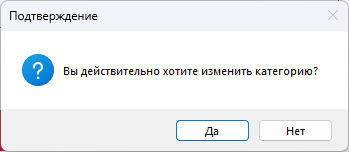 Подтверждение
Вы действительно хотите изменить категорию?
Да
Нет